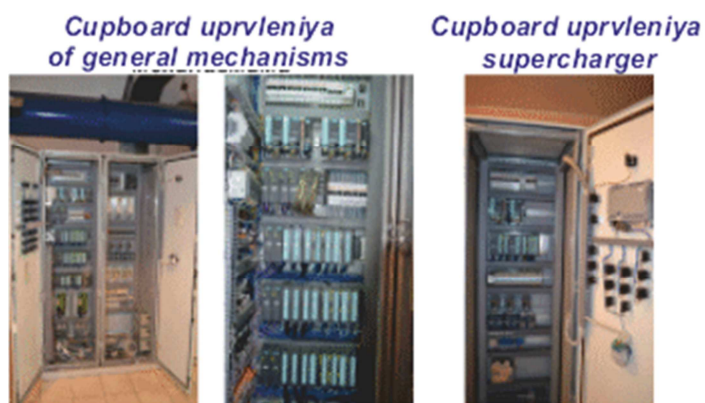 Cupboard uprvleniya
of general mechanisms
Cupboard uprvleniya
supercharger